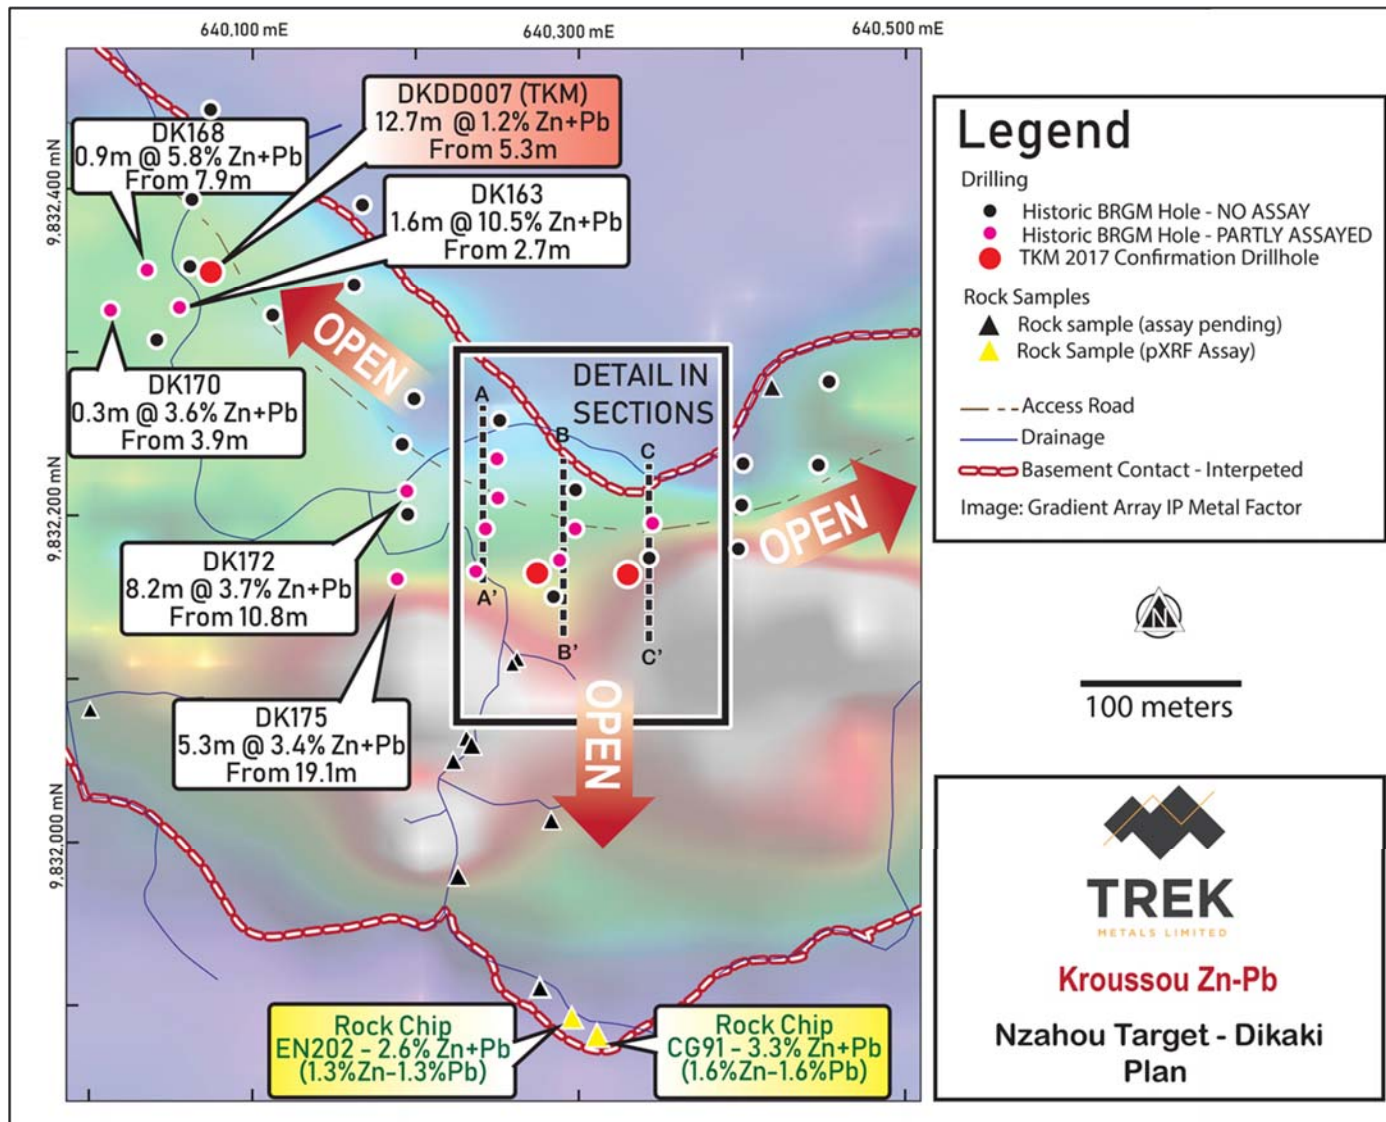 640,100 mE
640,300 mE
640,500 mE
9,832,400 mN
9,832,200 mN
9,832,000 mN
DK168
0.9m @ 5.8% Zn+Pb
From 7.9m
DKDD007 (TKM)
12.7m @ 1.2% Zn+Pb
From 5.3m
DK163
1.6m @ 10.5% Zn+Pb
From 2.7m
DK170
0.3m @ 3.6% Zn+Pb
From 3.9m
OPEN
DETAIL IN
SECTIONS
A
B
C
A'
B'
C'
OPEN
DK172
8.2m @ 3.7% Zn+Pb
From 10.8m
DK175
5.3m @ 3.4% Zn+Pb
From 19.1m
OPEN
Rock Chip
EN202 - 2.6% Zn+Pb
(1.3%Zn-1.3%Pb)
Rock Chip
CG91 - 3.3% Zn+Pb
(1.6%Zn-1.6%Pb)
Legend
Drilling
Historic BRGM Hole - NO ASSAY
Historic BRGM Hole - PARTLY ASSAYED
TKM 2017 Confirmation Drillhole
Rock Samples
Rock sample (assay pending)
Rock Sample (pXRF Assay)
Access Road
Drainage
Basement Contact - Interpeted
Image: Gradient Array IP Metal Factor
N
100 meters
TREK
METALS LIMITED
Kroussou Zn-Pb
Nzahou Target - Dikaki
Plan